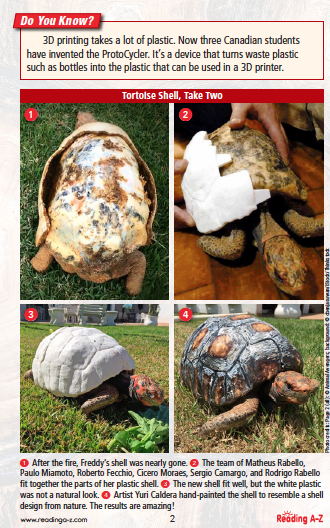 Do You Know?
3D printing takes a lot of plastic. Now three Canadian students
have invented the ProtoCycler. It's a device that turns waste plastic
such as bottles into the plastic that can be used in a 3D printer.
Tortoise Shell, Take Two
1
2
3
4
1 After the fire, Freddy's shell was nearly gone. 2 The team of Matheus Rabello,
Paulo Miamoto, Roberto Fecchio, Cicero Moraes, Sergio Camargo, and Rodrigo Rabello
fit together the parts of her plastic shell. 3 The new shell fit well, but the white plastic
was not a natural look. 4 Artist Yuri Caldera hand-painted the shell to resemble a shell
design from nature. The results are amazing!
www.readinga-z.com
2
Reading A-Z